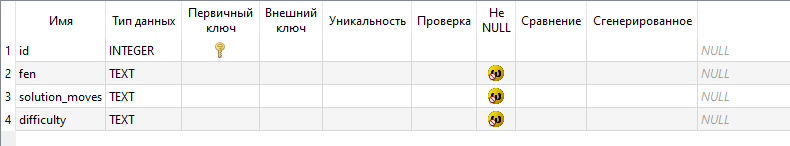 Имя Тип данных Первичный ключ Внешний ключ Уникальность Проверка Не NULL Сравнение Сгенерированное
1 id INTEGER NULL
2 fen TEXT NULL
3 solution_moves TEXT NULL
4 difficulty TEXT NULL